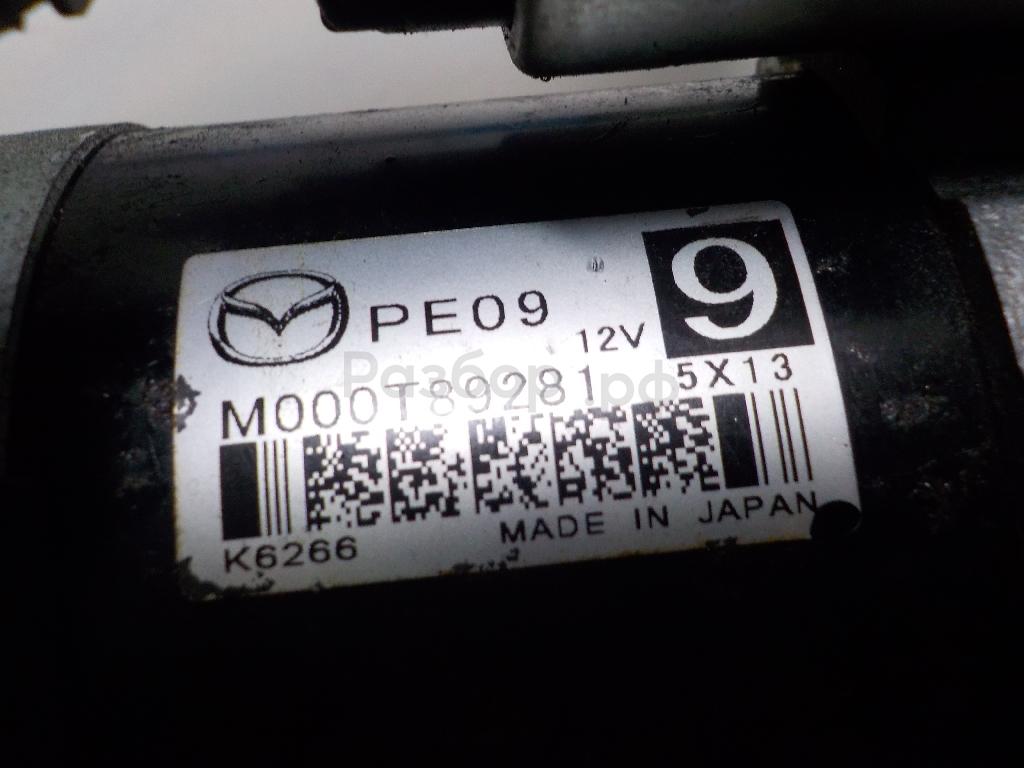 PE09
12V
9
M000T89281
5X13
K6266
MADE IN JAPAN
Разбор.рф